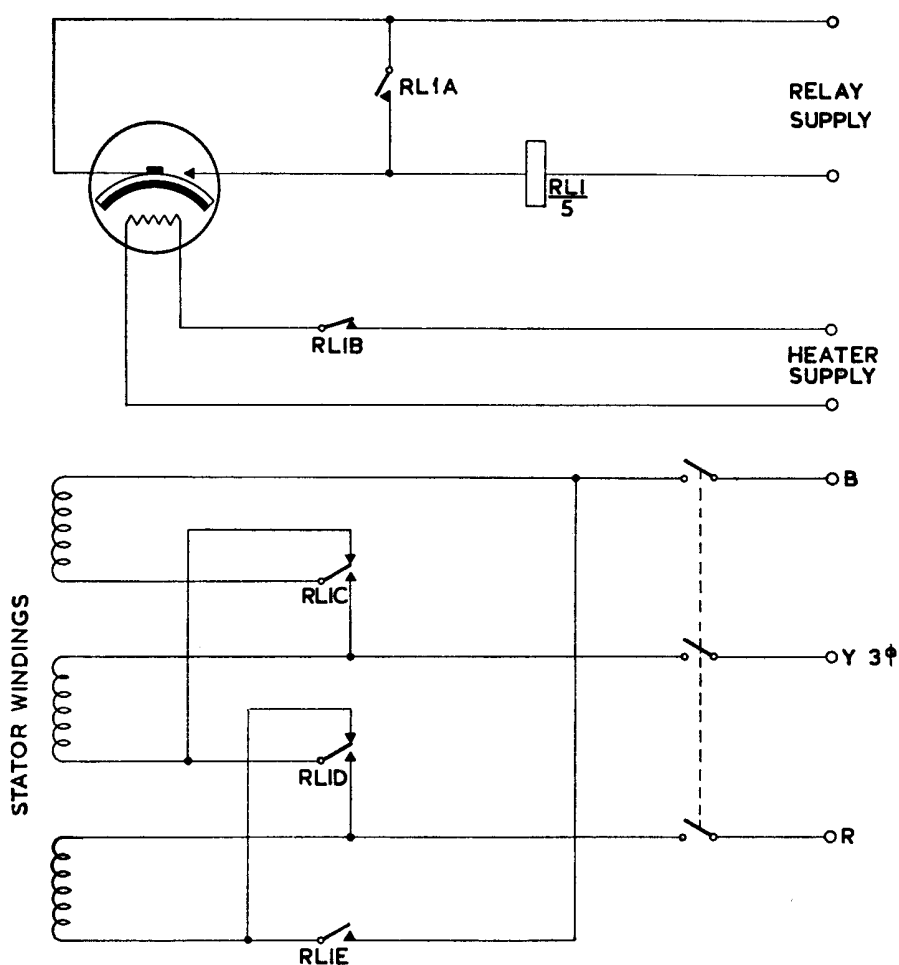 RL1A
RELAY
SUPPLY
RL1
5
RL1B
HEATER
SUPPLY
B
RL1C
Y 3ϕ
STATOR WINDINGS
RL1D
R
RL1E